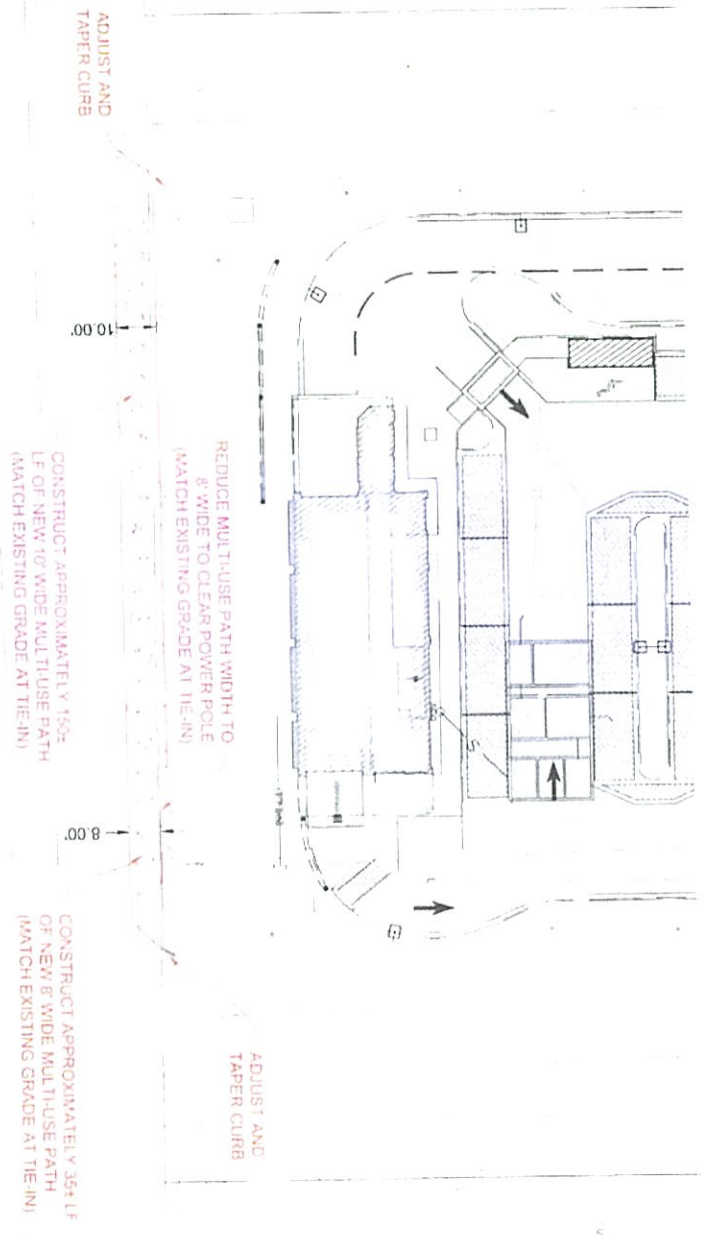 ADJUST AND
TAPER CURB
10.00'
CONSTRUCT APPROXIMATELY 150±
LF OF NEW 10' WIDE MULTI-USE PATH
(MATCH EXISTING GRADE AT TIE-IN)
REDUCE MULTI-USE PATH WIDTH TO
8' WIDE TO CLEAR POWER POLE
(MATCH EXISTING GRADE AT TIE-IN)
8.00'
CONSTRUCT APPROXIMATELY 35± LF
OF NEW 8' WIDE MULTI-USE PATH
(MATCH EXISTING GRADE AT TIE-IN)
ADJUST AND
TAPER CURB
S